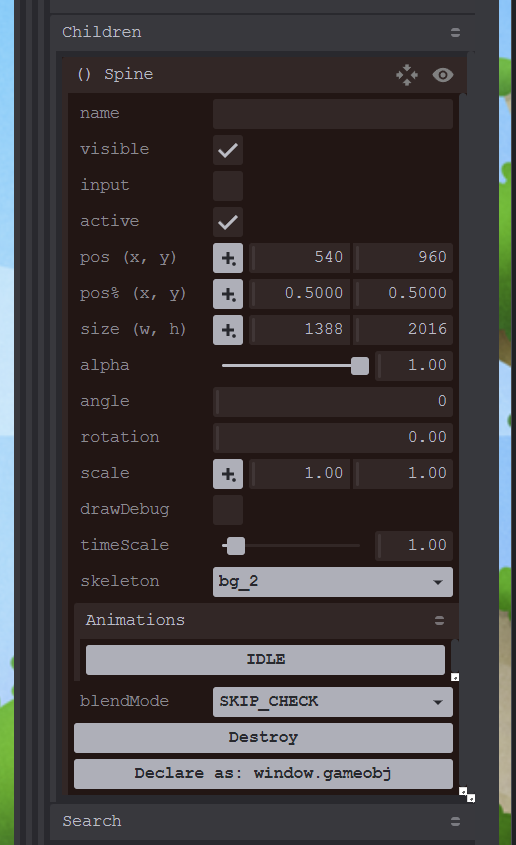 Children
() Spine
name
visible
input
active
pos (x, y) 540 960
pos% (x, y) 0.5000 0.5000
size (w, h) 1388 2016
alpha 1.00
angle 0
rotation 0.00
scale 1.00 1.00
drawDebug
timeScale 1.00
skeleton bg_2
Animations
IDLE
blendMode SKIP_CHECK
Destroy
Declare as: window.gameobj
Search